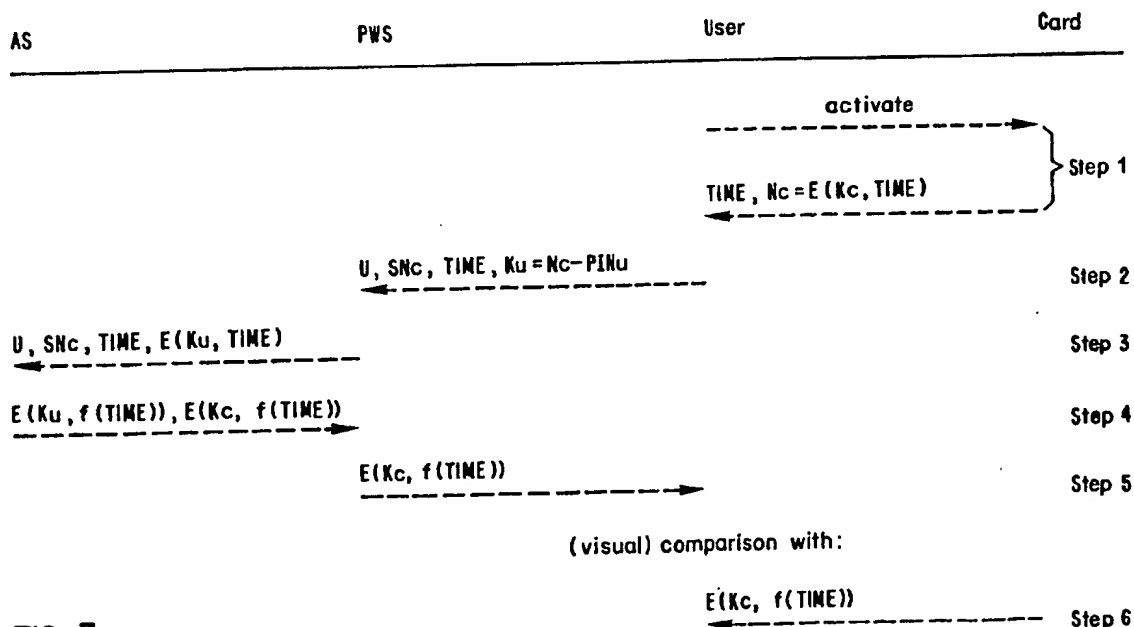 AS PWS User Card
activate
Step 1
TIME, Nc=E(Kc, TIME)
U, SNc, TIME, Ku=Nc-PINu Step 2
U, SNc, TIME, E(Ku, TIME) Step 3
E(Ku, f(TIME)), E(Kc, f(TIME)) Step 4
E(Kc, f(TIME)) Step 5
(visual) comparison with:
E(Kc, f(TIME)) Step 6